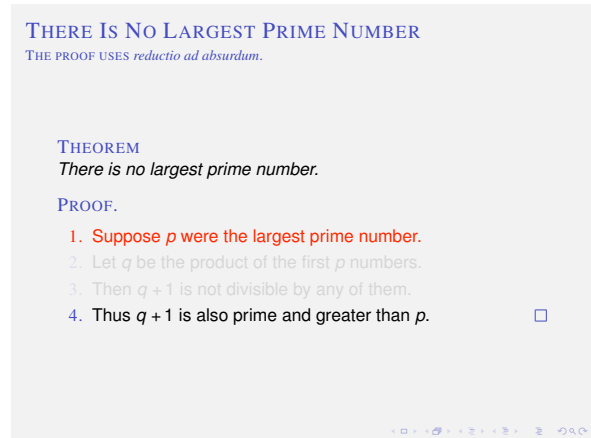 THERE IS NO LARGEST PRIME NUMBER
THE PROOF USES reductio ad absurdum.
THEOREM
There is no largest prime number.
PROOF.
1. Suppose p were the largest prime number.
2. Let q be the product of the first p numbers.
3. Then q + 1 is not divisible by any of them.
4. Thus q + 1 is also prime and greater than p.